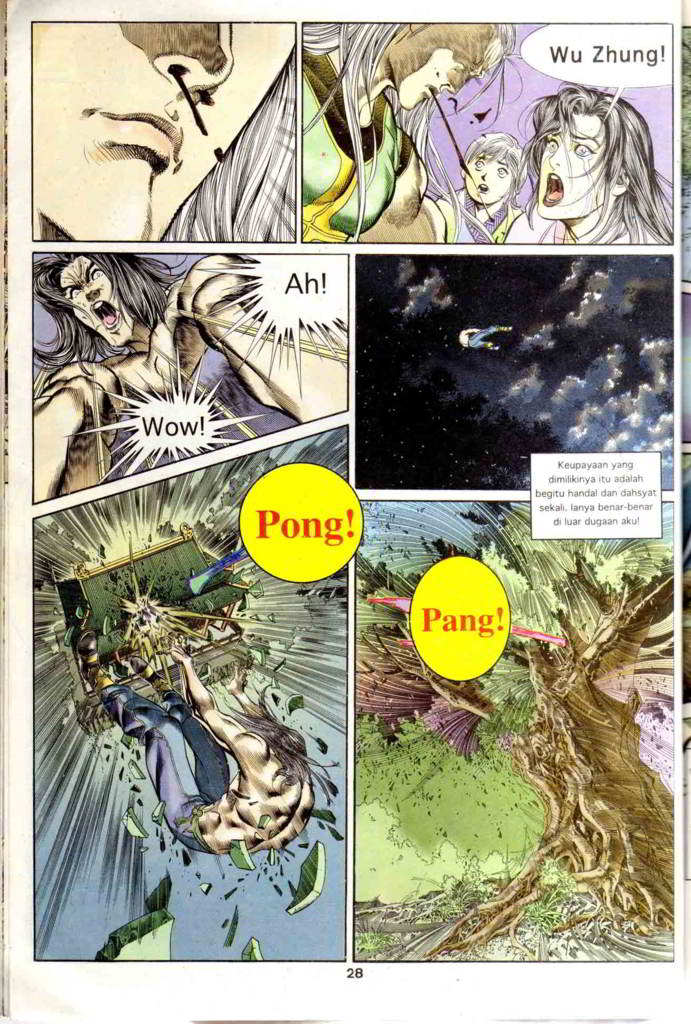 Wu Zhung!
Ah!
Wow!
Keupayaan yang
dimilikinya itu adalah
begitu handal dan dahsyat
sekali. Ianya benar-benar
di luar dugaan aku!
Pong!
Pang!
28